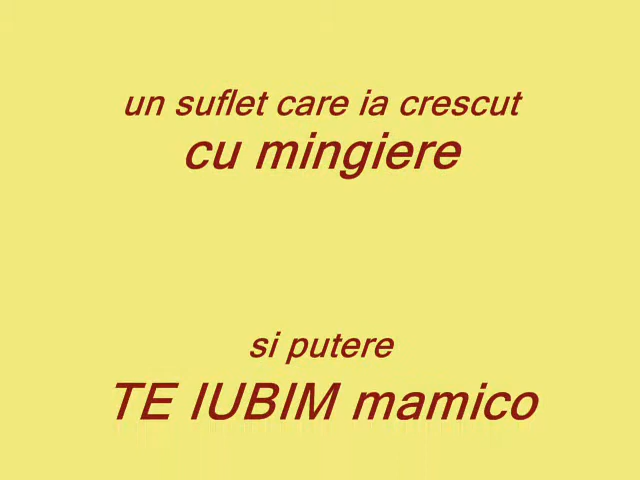 un suflet care ia crescut
cu mingiere
si putere
TE IUBIM mamico